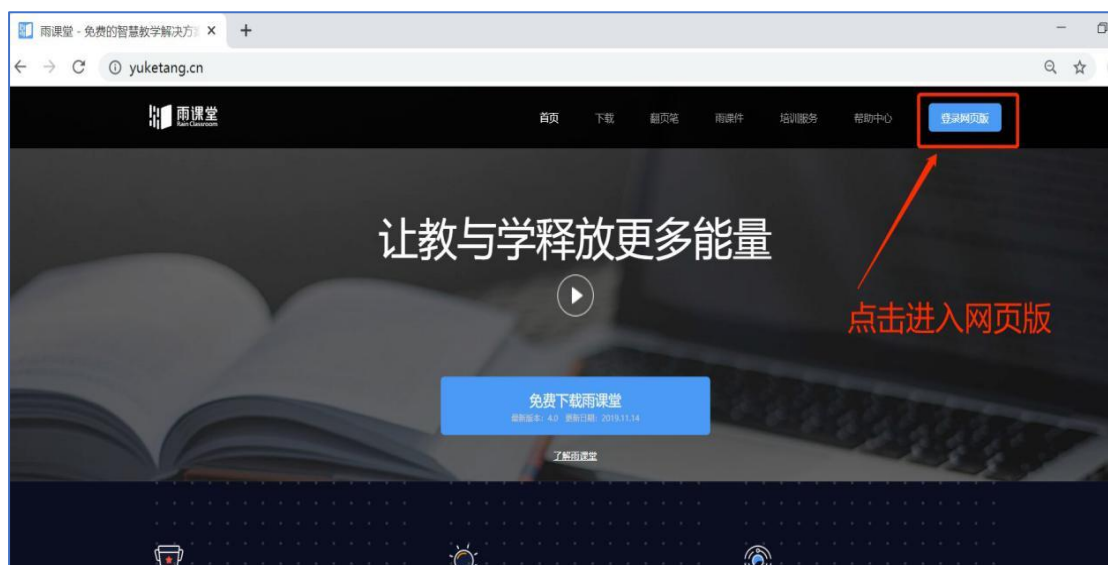 雨课堂 - 免费的智慧教学解决方
yuketang.cn
雨课堂
Rain Classroom
首页 下载 翻页笔 雨课件 培训服务 帮助中心 登录网页版
让教与学释放更多能量
点击进入网页版
免费下载雨课堂
最新版本：4.0 更新日期：2019.11.14
了解雨课堂